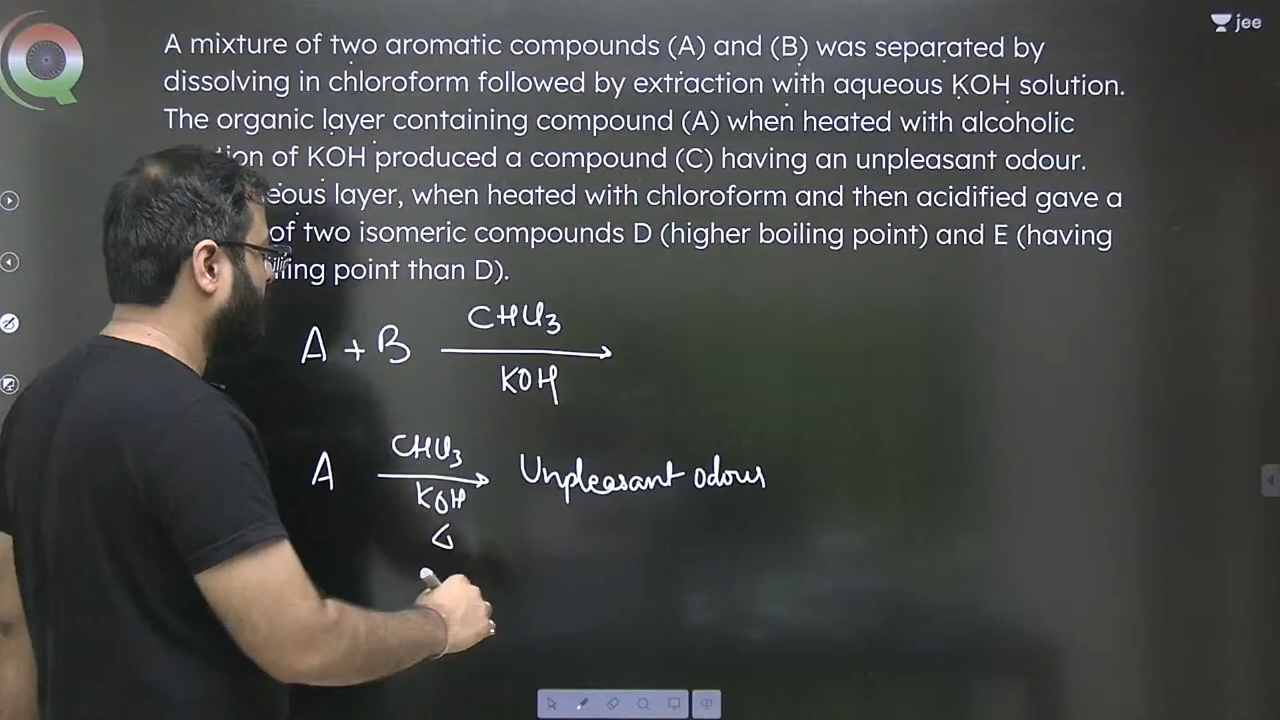 jee
A mixture of two aromatic compounds (A) and (B) was separated by
dissolving in chloroform followed by extraction with aqueous KOH solution.
The organic layer containing compound (A) when heated with alcoholic
of KOH produced a compound (C) having an unpleasant odour.
layer, when heated with chloroform and then acidified gave a
of two isomeric compounds D (higher boiling point) and E (having
point than D).
CHCl3
A + B
KOH
CHCl3
A Unpleasant odour
KOH
Δ